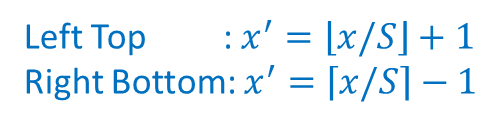 Left Top : x′ = ⌊x/S⌋ + 1
Right Bottom: x′ = ⌈x/S⌉ − 1